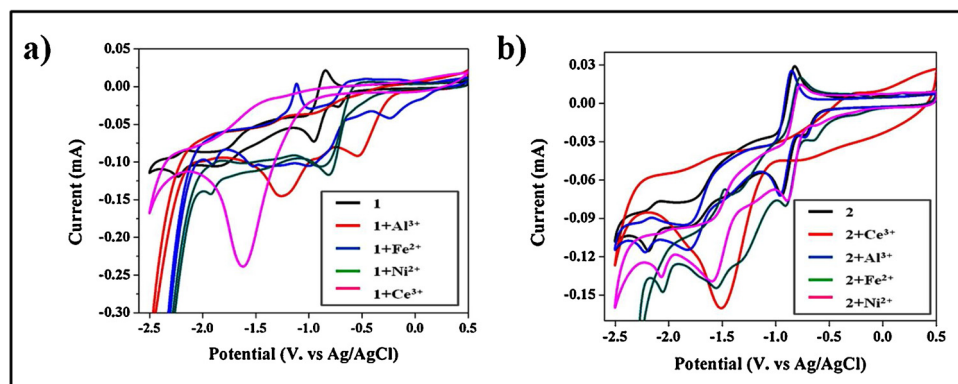 a)
0.05
0.00
-0.05
-0.10
-0.15
-0.20
-0.25
-0.30
Current (mA)
1
1+Al³⁺
1+Fe²⁺
1+Ni²⁺
1+Ce³⁺
-2.5 -2.0 -1.5 -1.0 -0.5 0.0 0.5
Potential (V. vs Ag/AgCl)
b)
0.03
0.00
-0.03
-0.06
-0.09
-0.12
-0.15
Current (mA)
2
2+Ce³⁺
2+Al³⁺
2+Fe²⁺
2+Ni²⁺
-2.5 -2.0 -1.5 -1.0 -0.5 0.0 0.5
Potential (V. vs Ag/AgCl)